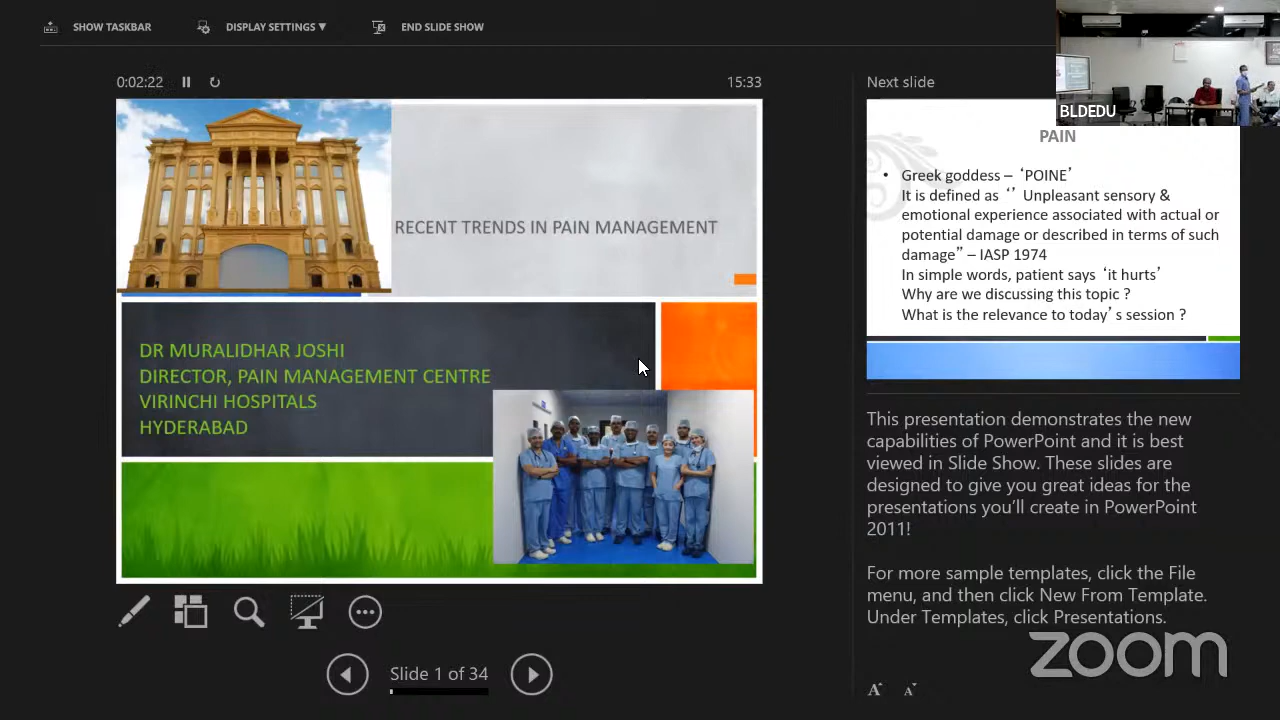 SHOW TASKBAR
DISPLAY SETTINGS ▼
END SLIDE SHOW
0:02:22
15:33
Next slide
BLDEDU
RECENT TRENDS IN PAIN MANAGEMENT
DR MURALIDHAR JOSHI
DIRECTOR, PAIN MANAGEMENT CENTRE
VIRINCHI HOSPITALS
HYDERABAD
PAIN
• Greek goddess – ‘POINE’
It is defined as ‘’ Unpleasant sensory &
emotional experience associated with actual or
potential damage or described in terms of such
damage” – IASP 1974
In simple words, patient says ‘it hurts’
Why are we discussing this topic ?
What is the relevance to today’s session ?
This presentation demonstrates the new
capabilities of PowerPoint and it is best
viewed in Slide Show. These slides are
designed to give you great ideas for the
presentations you’ll create in PowerPoint
2011!
For more sample templates, click the File
menu, and then click New From Template.
Under Templates, click Presentations.
Slide 1 of 34
A A
zoom